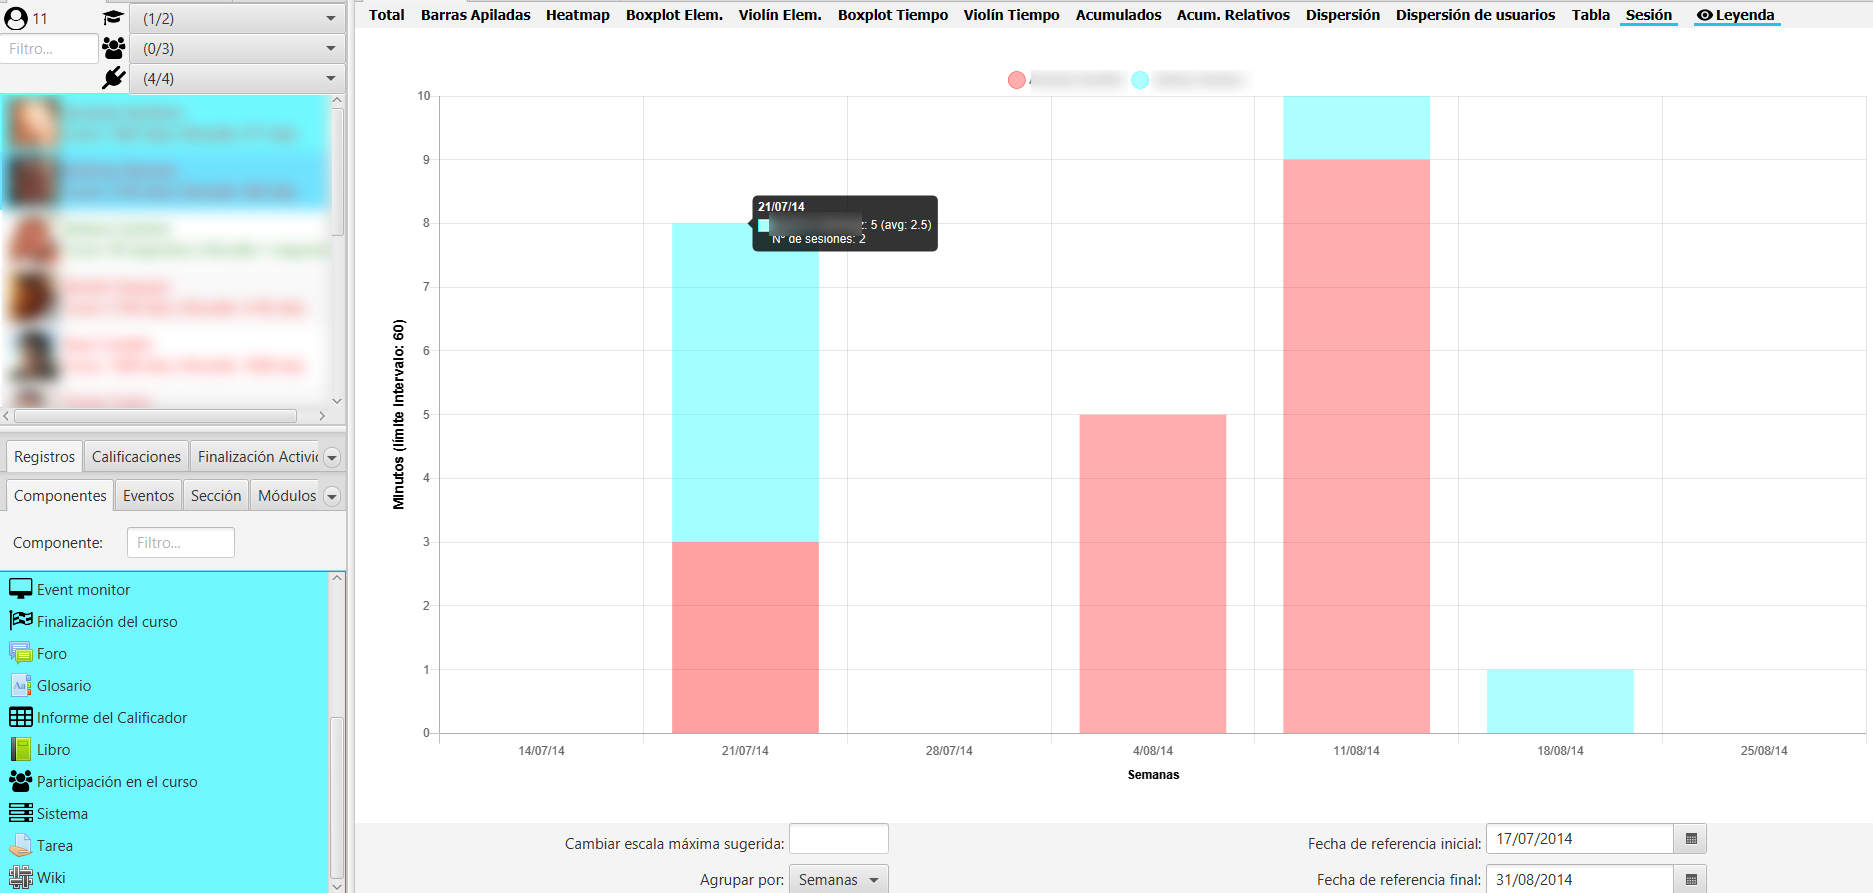 11
(1/2)
Filtro...
(0/3)
(4/4)
Registros
Calificaciones
Finalización Activi
Componentes
Eventos
Sección
Módulos
Componente:
Filtro...
Event monitor
Finalización del curso
Foro
Glosario
Informe del Calificador
Libro
Participación en el curso
Sistema
Tarea
Wiki
Total
Barras Apiladas
Heatmap
Boxplot Elem.
Violín Elem.
Boxplot Tiempo
Violín Tiempo
Acumulados
Acum. Relativos
Dispersión
Dispersión de usuarios
Tabla
Sesión
Leyenda
Minutos (límite Intervalo: 60)
10
9
8
7
6
5
4
3
2
1
0
21/07/14
z: 5 (avg: 2.5)
Nº de sesiones: 2
14/07/14
21/07/14
28/07/14
4/08/14
11/08/14
18/08/14
25/08/14
Semanas
Cambiar escala máxima sugerida:
Fecha de referencia inicial:
17/07/2014
Agrupar por:
Semanas
Fecha de referencia final:
31/08/2014